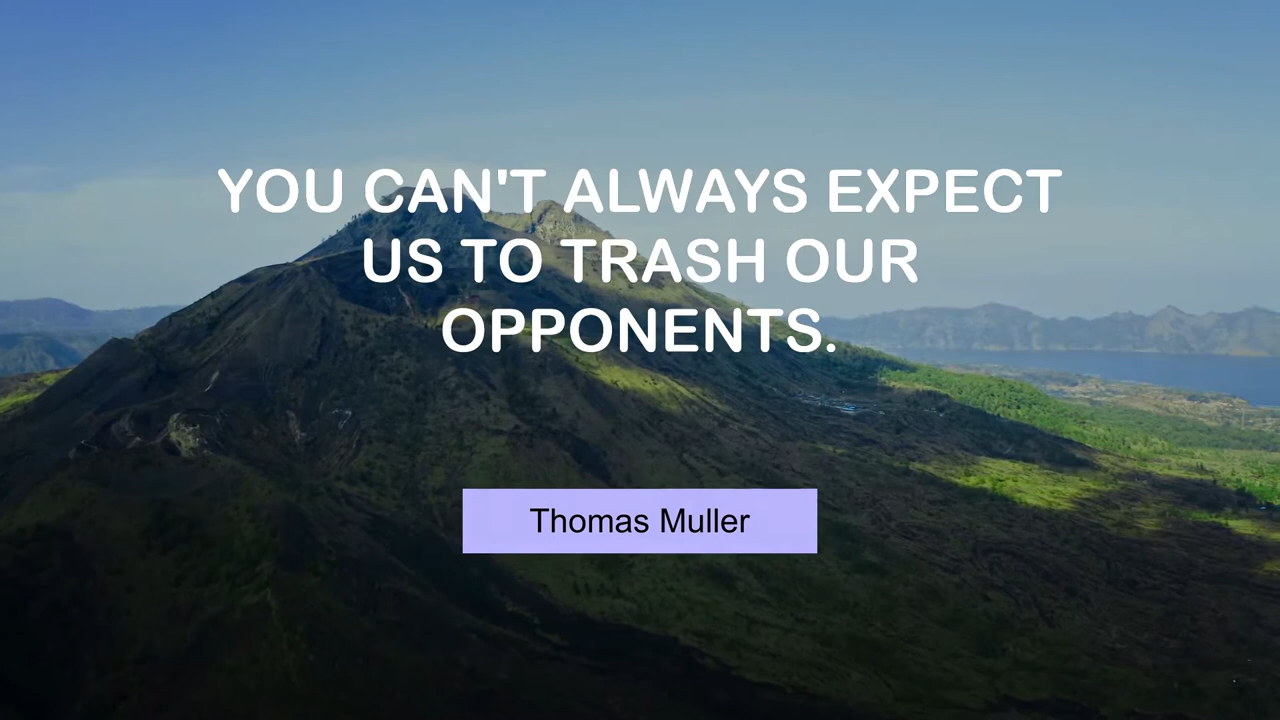 YOU CAN'T ALWAYS EXPECT
US TO TRASH OUR
OPPONENTS.
Thomas Muller